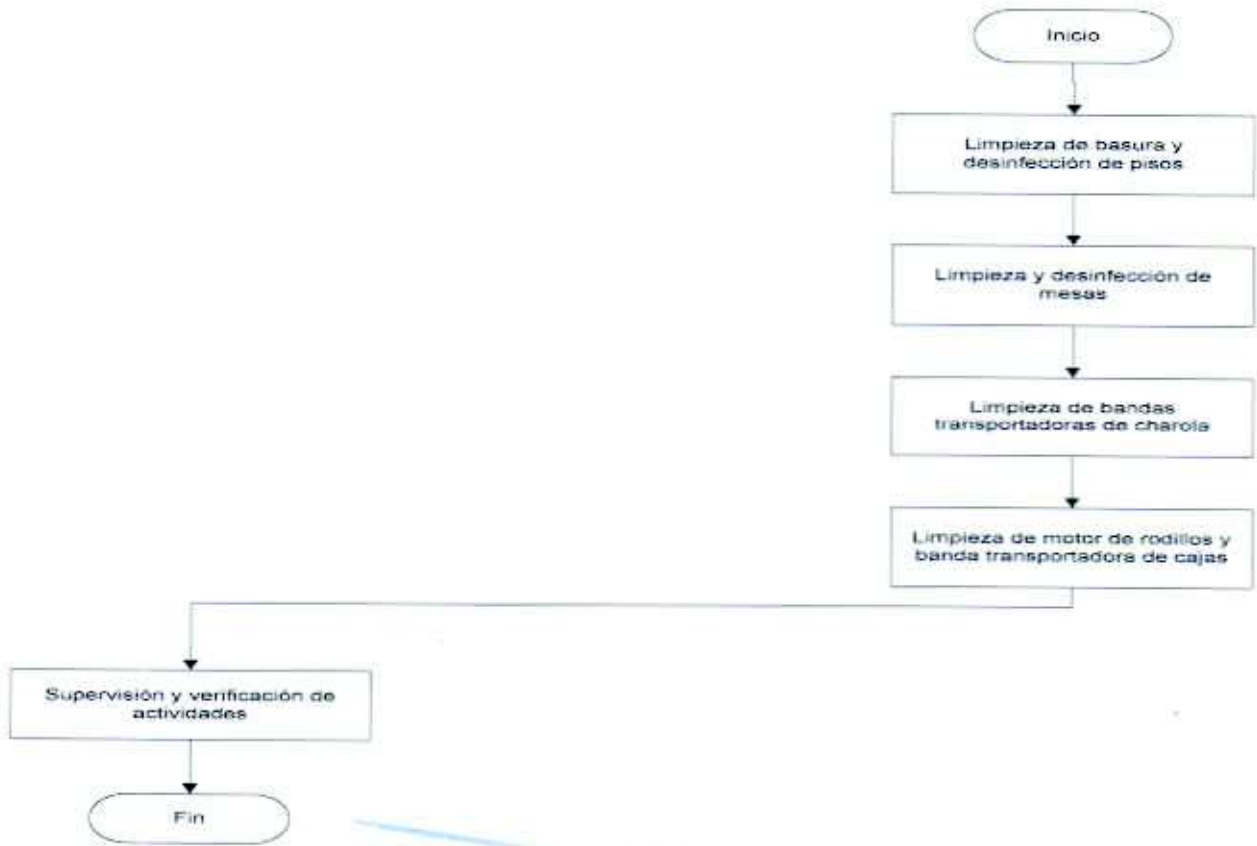 Inicio
Limpieza de basura y
desinfección de pisos
Limpieza y desinfección de
mesas
Limpieza de bandas
transportadoras de charola
Limpieza de motor de rodillos y
banda transportadora de cajas
Supervisión y verificación de
actividades
Fin